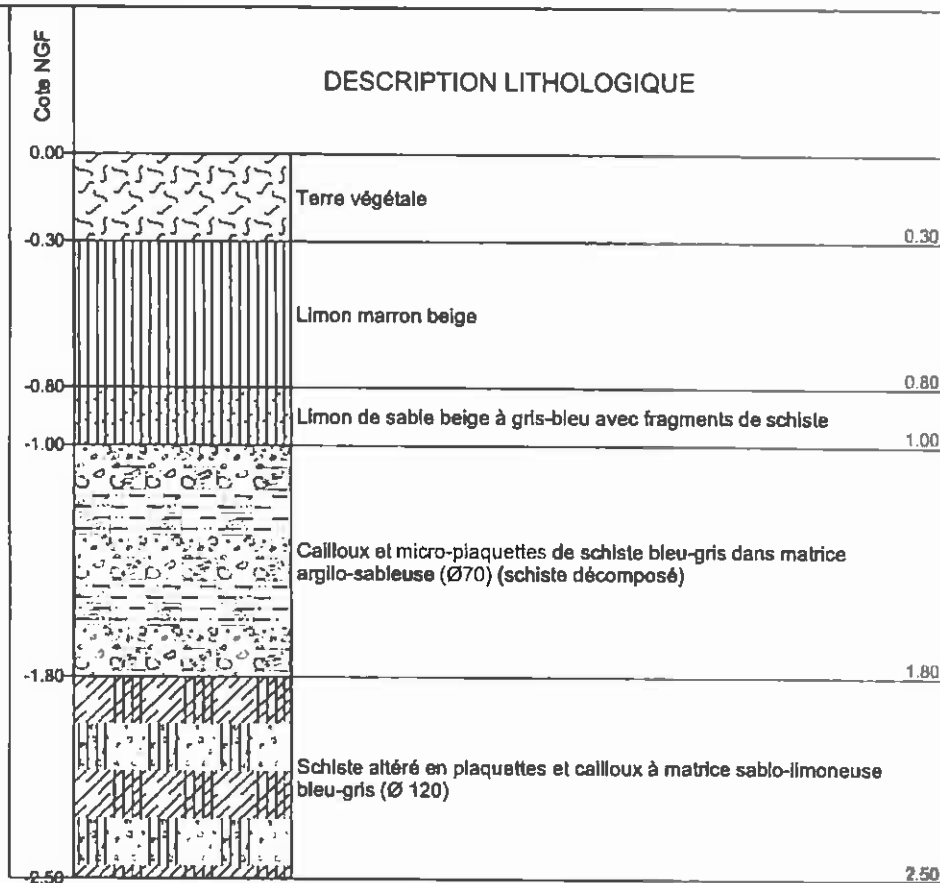 Cote NGF
DESCRIPTION LITHOLOGIQUE
0.00
Terre végétale
-0.30
0.30
Limon marron beige
-0.80
0.80
Limon de sable beige à gris-bleu avec fragments de schiste
-1.00
1.00
Cailloux et micro-plaquettes de schiste bleu-gris dans matrice
argilo-sableuse (Ø70) (schiste décomposé)
-1.80
1.80
Schiste altéré en plaquettes et cailloux à matrice sablo-limoneuse
bleu-gris (Ø 120)
-2.50
2.50